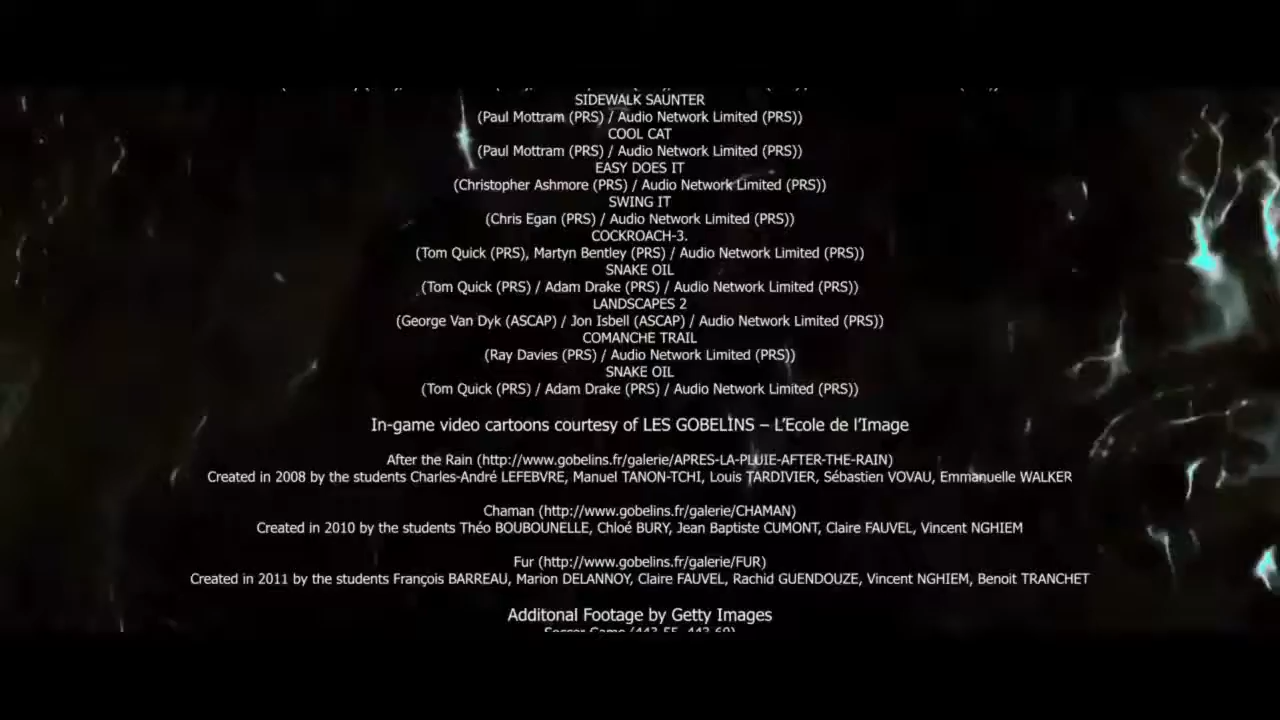 SIDEWALK SAUNTER
(Paul Mottram (PRS) / Audio Network Limited (PRS))
COOL CAT
(Paul Mottram (PRS) / Audio Network Limited (PRS))
EASY DOES IT
(Christopher Ashmore (PRS) / Audio Network Limited (PRS))
SWING IT
(Chris Egan (PRS) / Audio Network Limited (PRS))
COCKROACH-3.
(Tom Quick (PRS), Martyn Bentley (PRS) / Audio Network Limited (PRS))
SNAKE OIL
(Tom Quick (PRS) / Adam Drake (PRS) / Audio Network Limited (PRS))
LANDSCAPES 2
(George Van Dyk (ASCAP) / Jon Isbell (ASCAP) / Audio Network Limited (PRS))
COMANCHE TRAIL
(Ray Davies (PRS) / Audio Network Limited (PRS))
SNAKE OIL
(Tom Quick (PRS) / Adam Drake (PRS) / Audio Network Limited (PRS))
In-game video cartoons courtesy of LES GOBELINS – L'Ecole de l'Image
After the Rain (http://www.gobelins.fr/galerie/APRES-LA-PLUIE-AFTER-THE-RAIN)
Created in 2008 by the students Charles-André LEFEBVRE, Manuel TANON-TCHI, Louis TARDIVIER, Sébastien VOVAU, Emmanuelle WALKER
Chaman (http://www.gobelins.fr/galerie/CHAMAN)
Created in 2010 by the students Théo BOUBOUNELLE, Chloé BURY, Jean Baptiste CUMONT, Claire FAUVEL, Vincent NGHIEM
Fur (http://www.gobelins.fr/galerie/FUR)
Created in 2011 by the students François BARREAU, Marion DELANNOY, Claire FAUVEL, Rachid GUENDOUZE, Vincent NGHIEM, Benoit TRANCHET
Additonal Footage by Getty Images